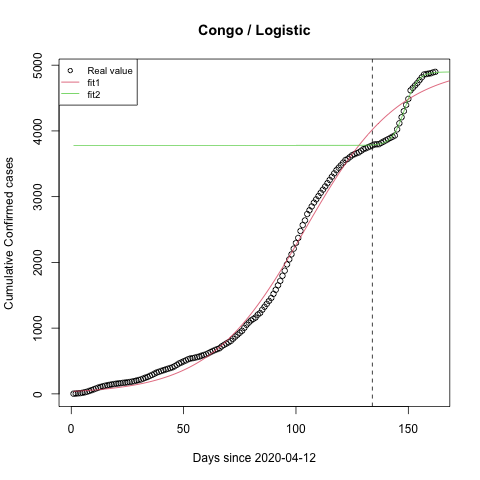 Congo / Logistic
Real value
fit1
fit2
Cumulative Confirmed cases
5000
4000
3000
2000
1000
0
0 50 100 150
Days since 2020-04-12